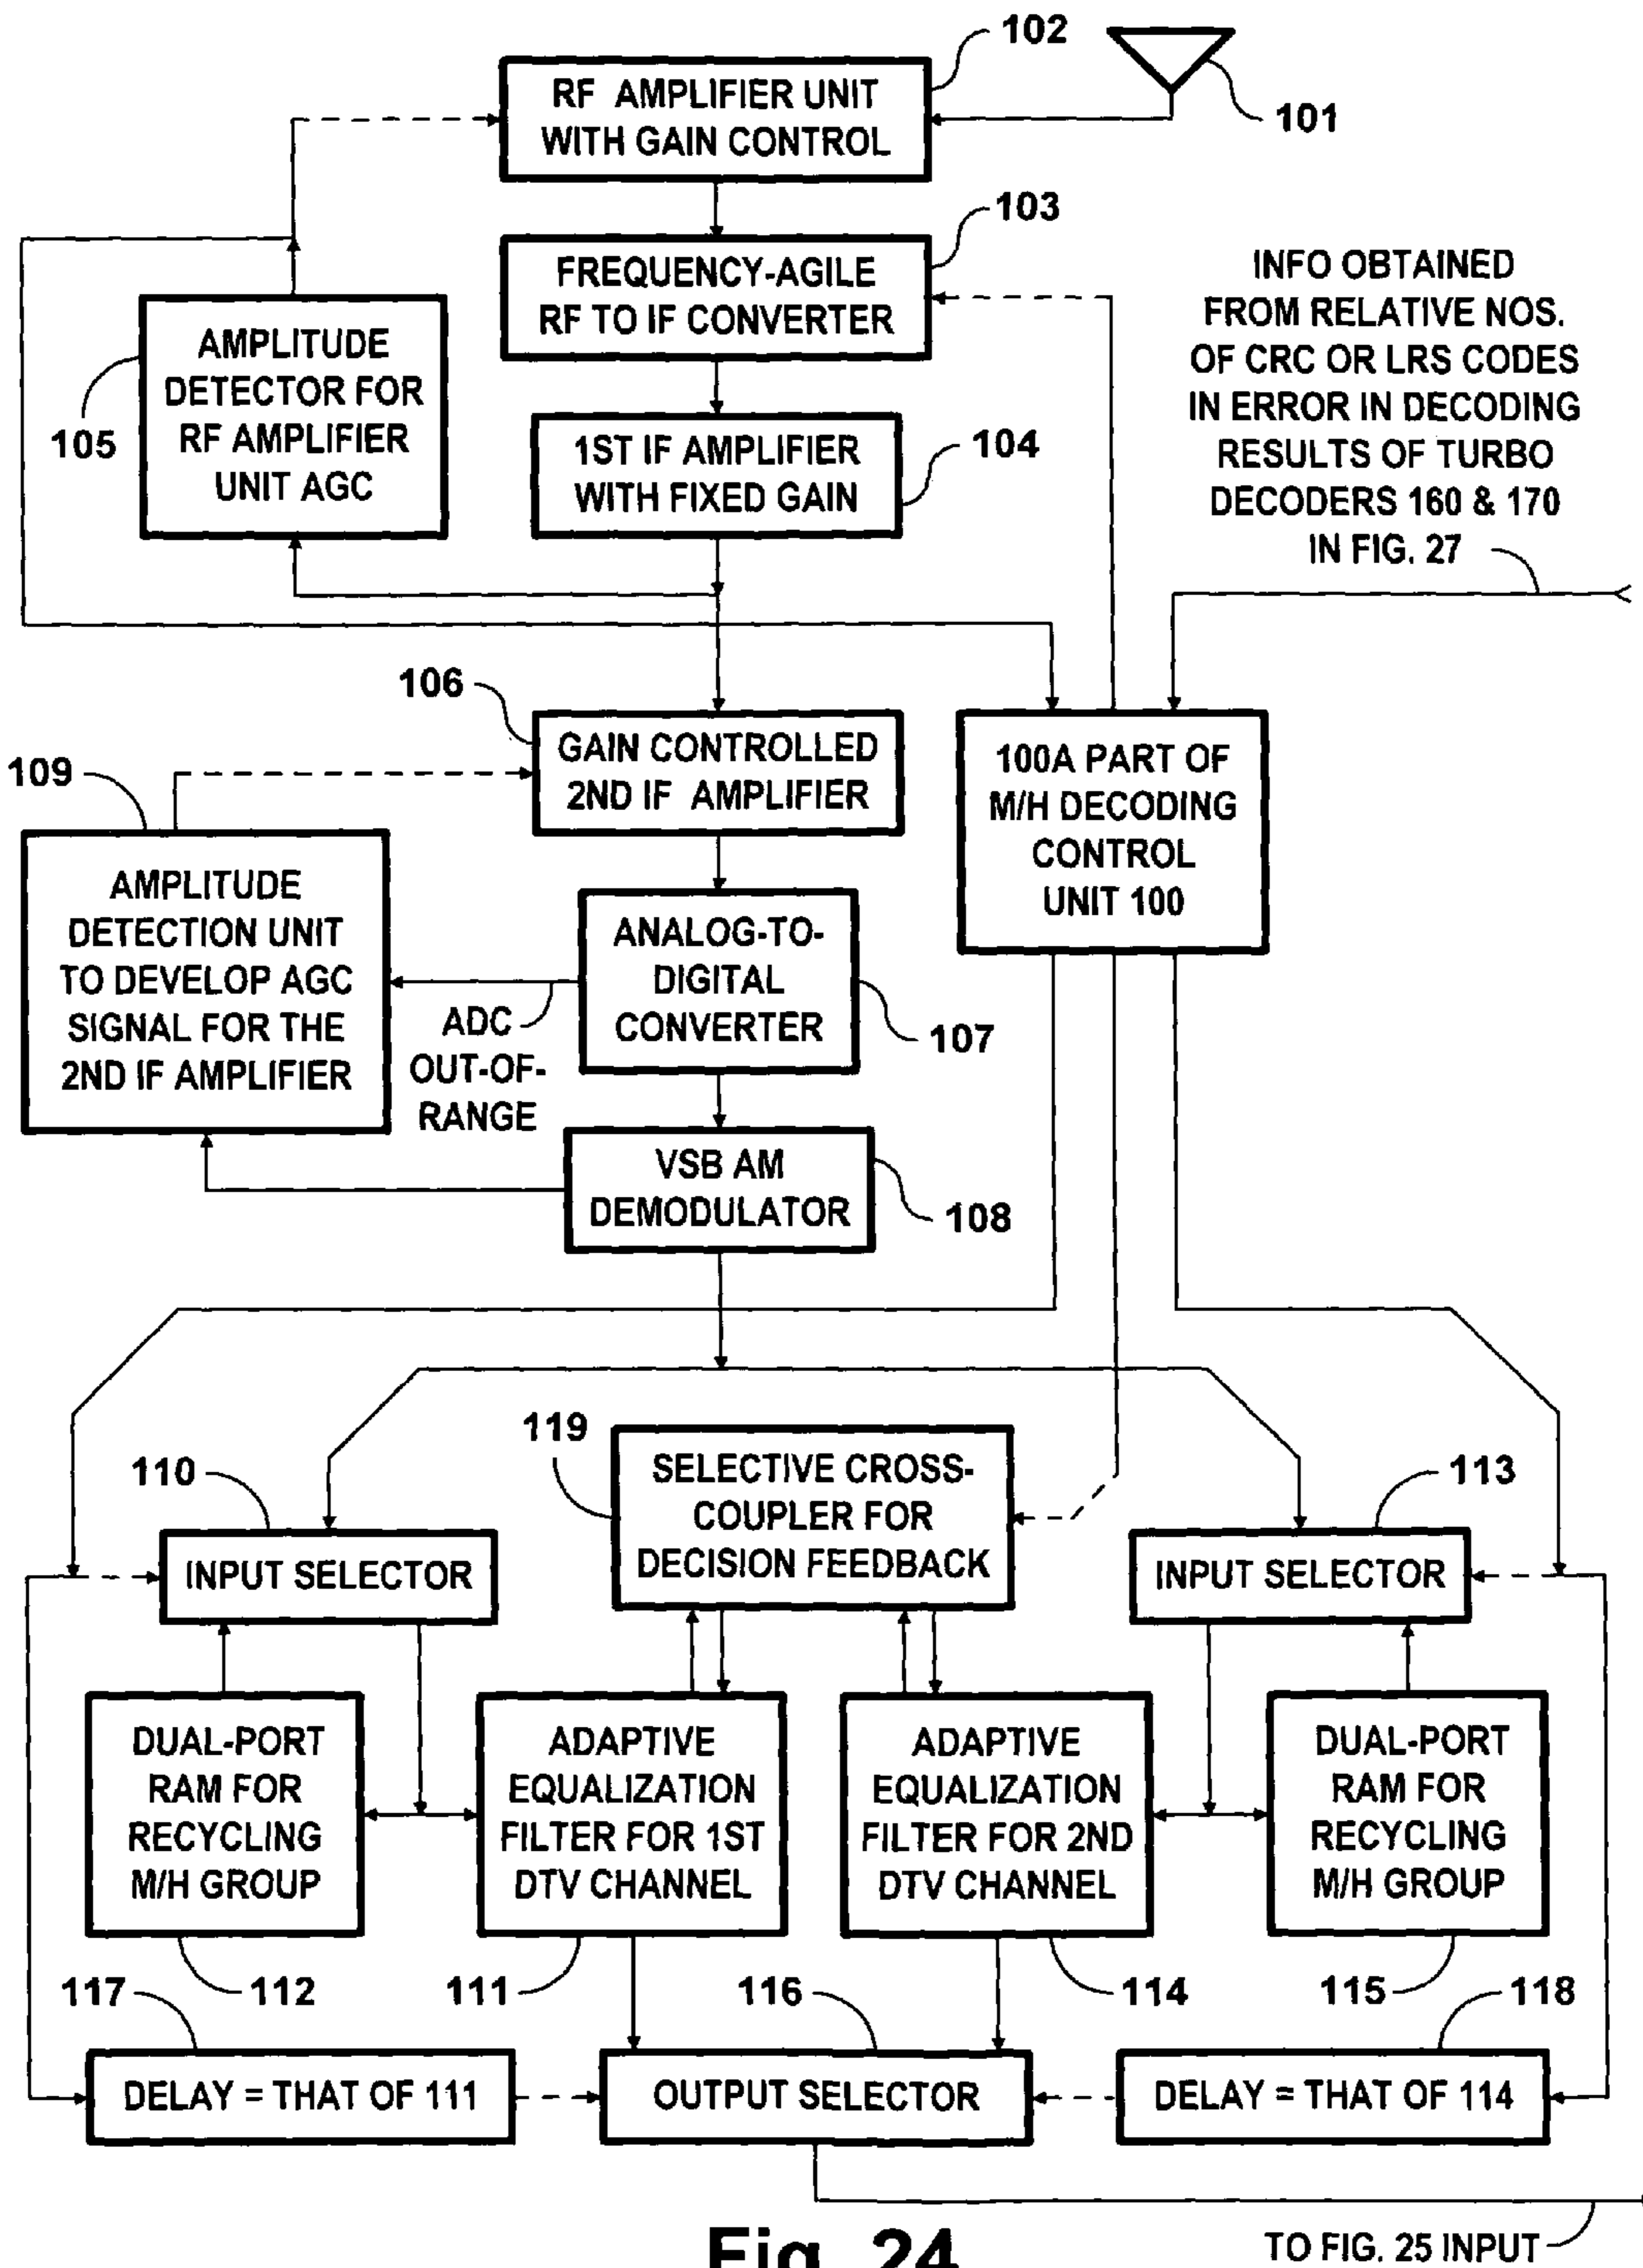 102
RF AMPLIFIER UNIT
WITH GAIN CONTROL
101
103
FREQUENCY-AGILE
RF TO IF CONVERTER
INFO OBTAINED
FROM RELATIVE NOS.
OF CRC OR LRS CODES
IN ERROR IN DECODING
RESULTS OF TURBO
DECODERS 160 & 170
IN FIG. 27
AMPLITUDE
DETECTOR FOR
RF AMPLIFIER
UNIT AGC
105
1ST IF AMPLIFIER
WITH FIXED GAIN
104
106
GAIN CONTROLLED
2ND IF AMPLIFIER
100A PART OF
M/H DECODING
CONTROL
UNIT 100
109
AMPLITUDE
DETECTION UNIT
TO DEVELOP AGC
SIGNAL FOR THE
2ND IF AMPLIFIER
ADC
OUT-OF-
RANGE
ANALOG-TO-
DIGITAL
CONVERTER
107
VSB AM
DEMODULATOR
108
119
SELECTIVE CROSS-
COUPLER FOR
DECISION FEEDBACK
110
INPUT SELECTOR
113
INPUT SELECTOR
DUAL-PORT
RAM FOR
RECYCLING
M/H GROUP
ADAPTIVE
EQUALIZATION
FILTER FOR 1ST
DTV CHANNEL
ADAPTIVE
EQUALIZATION
FILTER FOR 2ND
DTV CHANNEL
DUAL-PORT
RAM FOR
RECYCLING
M/H GROUP
117
112
111
116
114
115
118
DELAY = THAT OF 111
OUTPUT SELECTOR
DELAY = THAT OF 114
TO FIG. 25 INPUT
Fig. 24